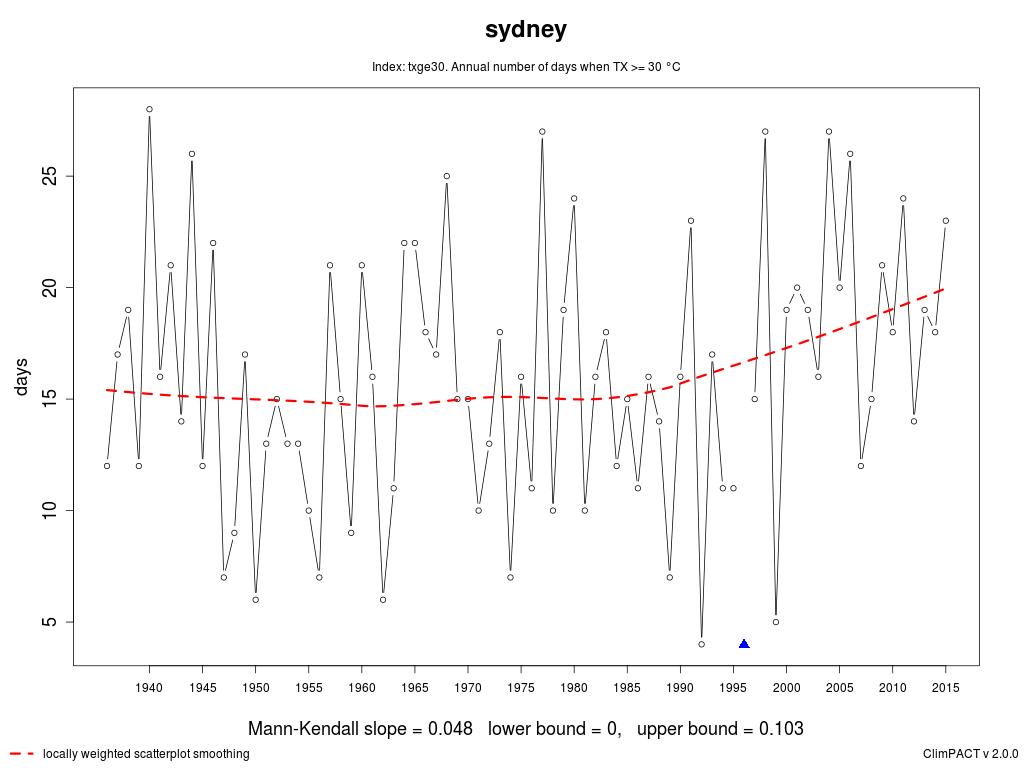 sydney
Index: txge30. Annual number of days when TX >= 30 °C
days
25
20
15
10
5
1940 1945 1950 1955 1960 1965 1970 1975 1980 1985 1990 1995 2000 2005 2010 2015
Mann-Kendall slope = 0.048 lower bound = 0, upper bound = 0.103
locally weighted scatterplot smoothing
ClimPACT v 2.0.0